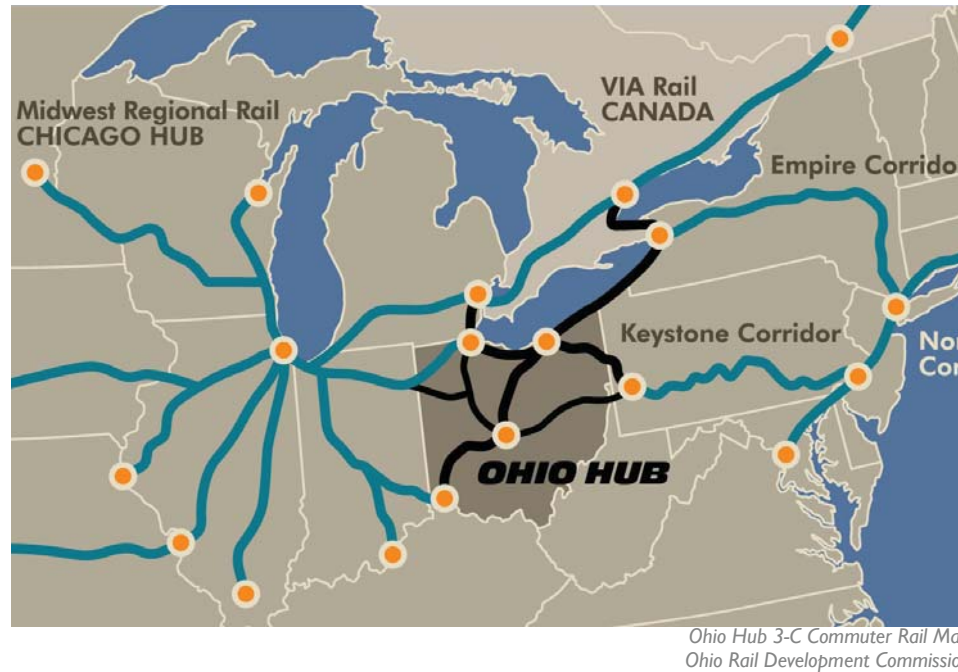 VIA Rail
CANADA
Midwest Regional Rail
CHICAGO HUB
Empire Corrido
Keystone Corridor
Nor
Cor
OHIO HUB
Ohio Hub 3-C Commuter Rail Ma
Ohio Rail Development Commissio